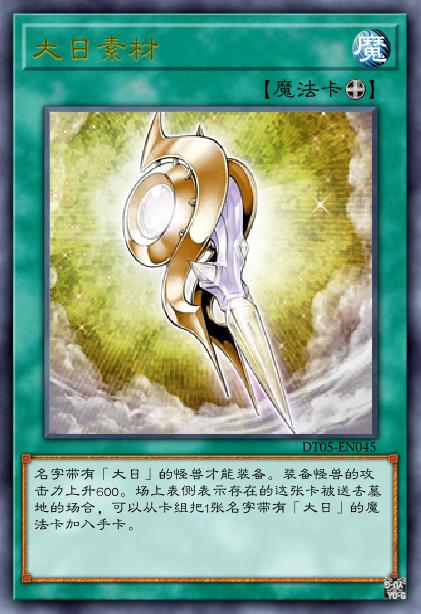 大日素材
魔
【魔法卡】
DT05-EN045
名字带有「大日」的怪兽才能装备。装备怪兽的攻
击力上升600。场上表侧表示存在的这张卡被送去墓
地的场合，可以从卡组把1张名字带有「大日」的魔
法卡加入手卡。